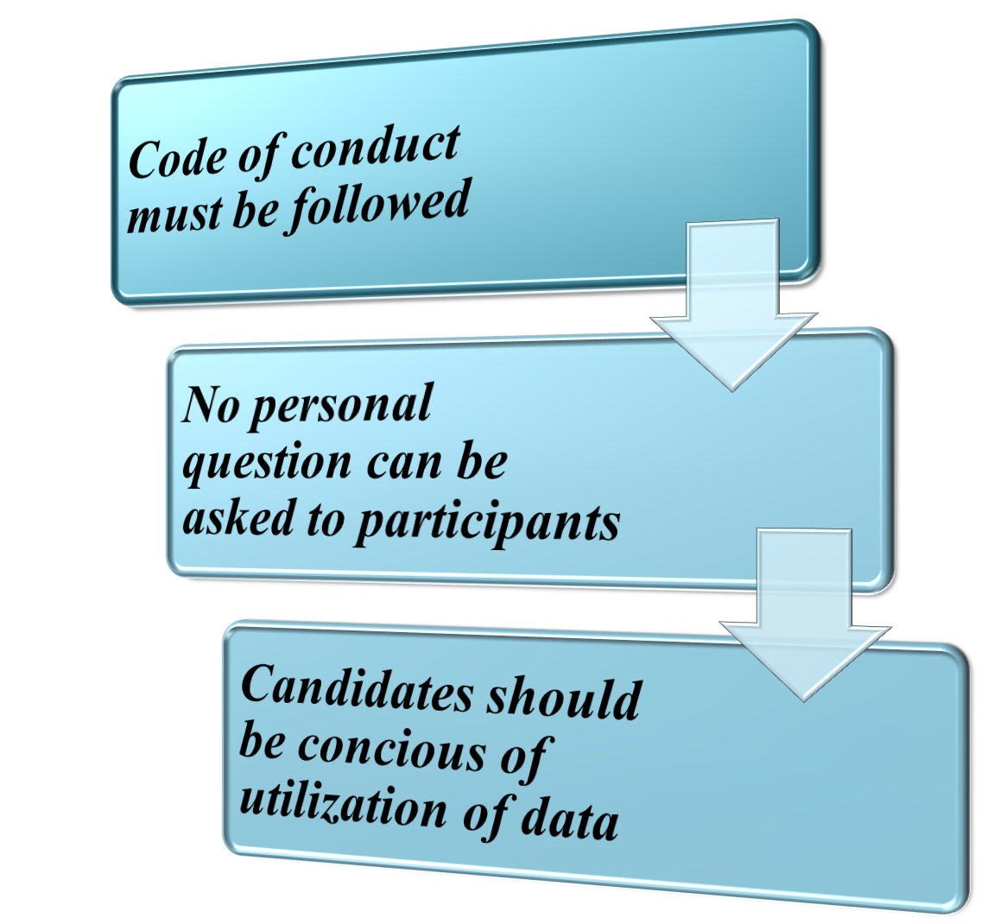 Code of conduct
must be followed
No personal
question can be
asked to participants
Candidates should
be concious of
utilization of data